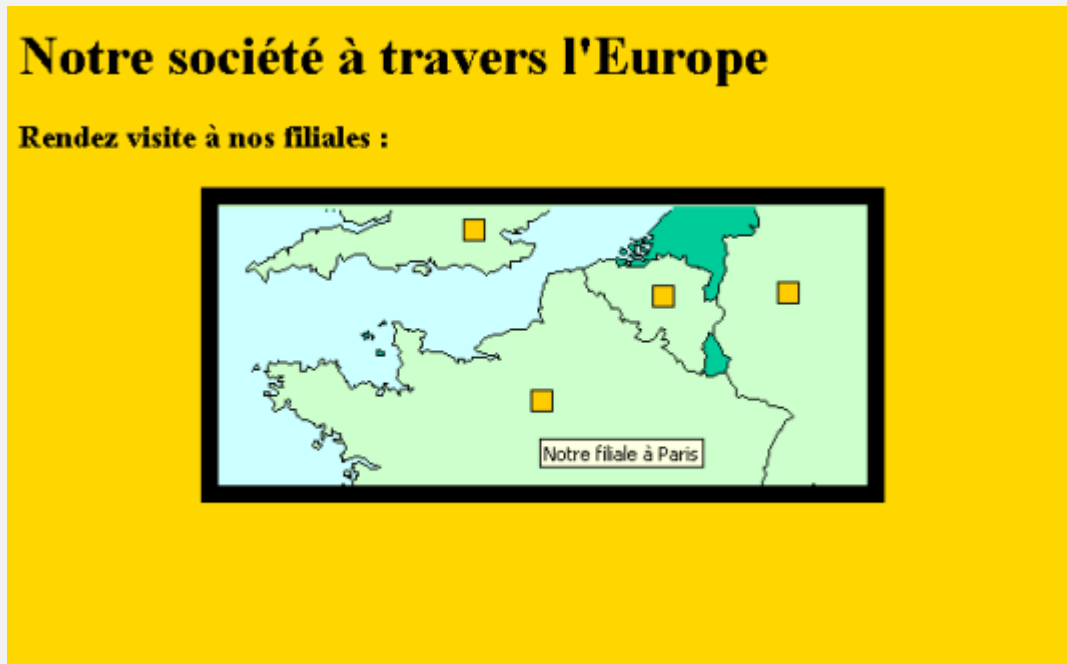 Notre société à travers l'Europe
Rendez visite à nos filiales :
Notre filiale à Paris